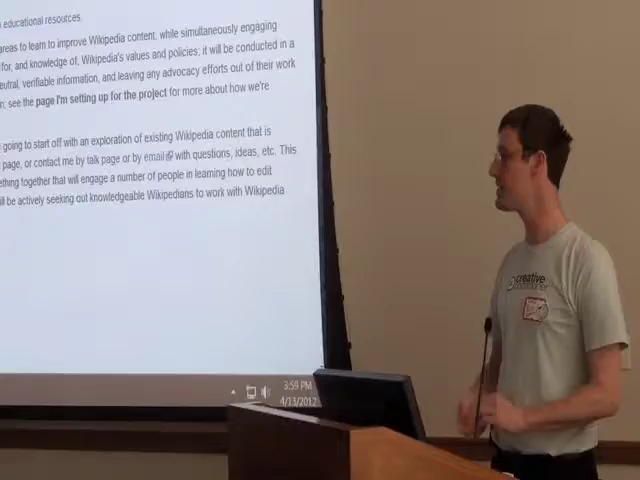 educational resources.
areas to learn to improve Wikipedia content, while simultaneously engaging
for, and knowledge of, Wikipedia's values and policies; it will be conducted in a
eutral, verifiable information, and leaving any advocacy efforts out of their work
n; see the page I'm setting up for the project for more about how we're
going to start off with an exploration of existing Wikipedia content that is
page, or contact me by talk page or by email with questions, ideas, etc. This
ething together that will engage a number of people in learning how to edit
ll be actively seeking out knowledgeable Wikipedians to work with Wikipedia
3:59 PM
4/13/2012
creative